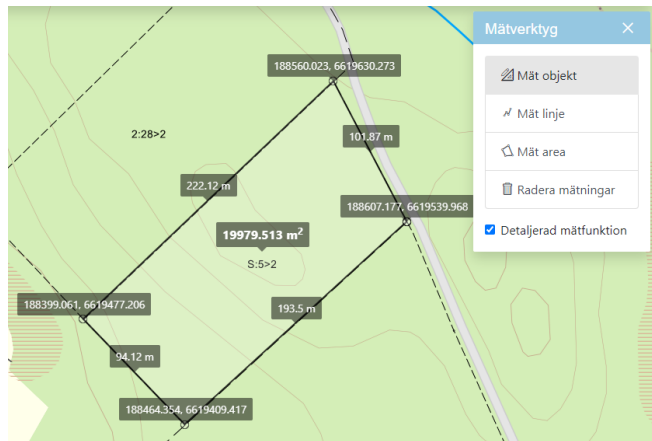 Mätverktyg
Mät objekt
Mät linje
Mät area
Radera mätningar
Detaljerad mätfunktion
188560.023, 6619630.273
2:28>2
101.87 m
222.12 m
188607.177, 6619539.968
19979.513 m²
S:5>2
188399.061, 6619477.206
193.5 m
94.12 m
188464.354, 6619409.417